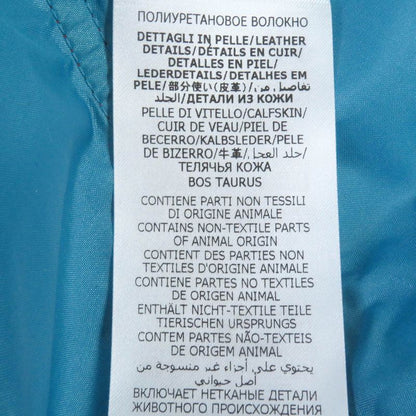 ПОЛИУРЕТАНОВОЕ ВОЛОКНО
DETTAGLI IN PELLE/LEATHER
DETAILS/DÉTAILS EN CUIR/
DETALLES EN PIEL/
LEDERDETAILS/DETALHES EM
PELE/部分使い(皮革)/تفاصيل من
الجلد/ДЕТАЛИ ИЗ КОЖИ
PELLE DI VITELLO/CALFSKIN/
CUIR DE VEAU/PIEL DE
BECERRO/KALBSLEDER/PELE
DE BIZERRO/牛革/جلد العجل/
ТЕЛЯЧЬЯ КОЖА
BOS TAURUS
CONTIENE PARTI NON TESSILI
DI ORIGINE ANIMALE
CONTAINS NON-TEXTILE PARTS
OF ANIMAL ORIGIN
CONTIENT DES PARTIES NON
TEXTILES D'ORIGINE ANIMALE
CONTIENE PARTES NO TEXTILES
DE ORIGEN ANIMAL
ENTHÄLT NICHT-TEXTILE TEILE
TIERISCHEN URSPRUNGS
CONTEM PARTES NÃO-TEXTEIS
DE ORIGEM ANIMAL
يحتوي على أجزاء غير منسوجة من
أصل حيواني
ВКЛЮЧАЕТ НЕТКАНЫЕ ДЕТАЛИ
ЖИВОТНОГО ПРОИСХОЖДЕНИЯ